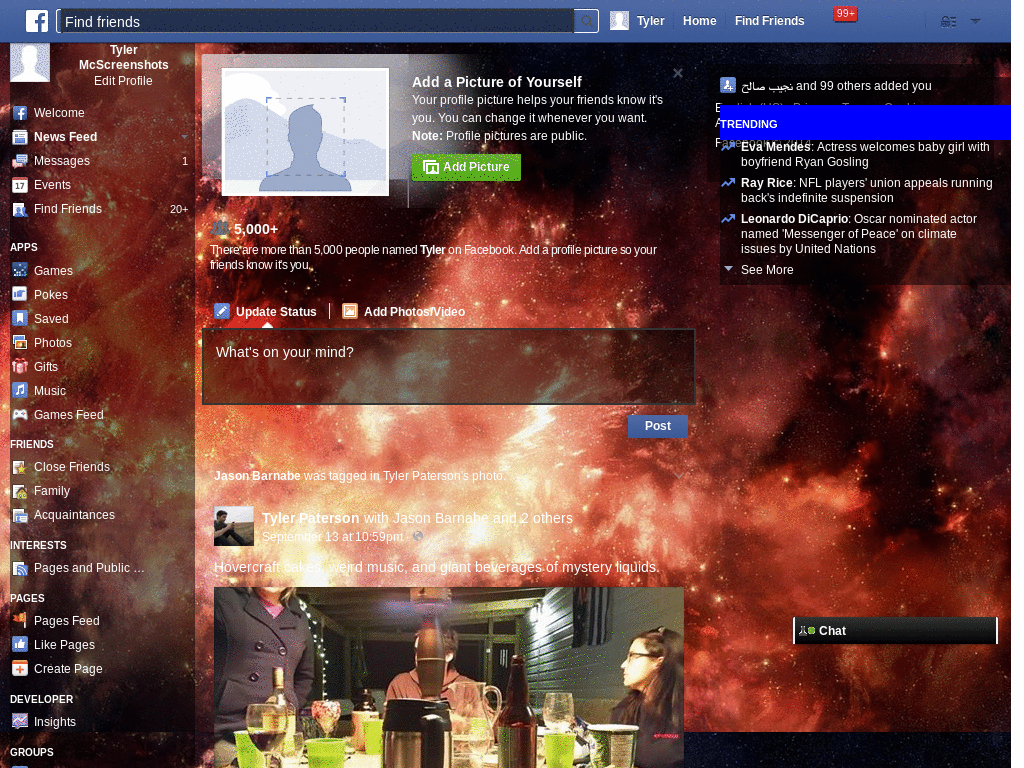 Find friends
Tyler
Home
Find Friends
99+
Tyler
McScreenshots
Edit Profile
Welcome
News Feed
Messages 1
Events
Find Friends 20+
APPS
Games
Pokes
Saved
Photos
Gifts
Music
Games Feed
FRIENDS
Close Friends
Family
Acquaintances
INTERESTS
Pages and Public ...
PAGES
Pages Feed
Like Pages
Create Page
DEVELOPER
Insights
GROUPS
Add a Picture of Yourself
Your profile picture helps your friends know it's
you. You can change it whenever you want.
Note: Profile pictures are public.
Add Picture
5,000+
There are more than 5,000 people named Tyler on Facebook. Add a profile picture so your
friends know it's you.
Update Status
Add Photos/Video
What's on your mind?
Post
Jason Barnabe was tagged in Tyler Paterson's photo.
Tyler Paterson with Jason Barnabe and 2 others
September 13 at 10:59pm ·
Hovercraft cakes, weird music, and giant beverages of mystery liquids.
نجيب صالح and 99 others added you
TRENDING
Eva Mendes: Actress welcomes baby girl with
boyfriend Ryan Gosling
Ray Rice: NFL players' union appeals running
back's indefinite suspension
Leonardo DiCaprio: Oscar nominated actor
named 'Messenger of Peace' on climate
issues by United Nations
See More
Chat